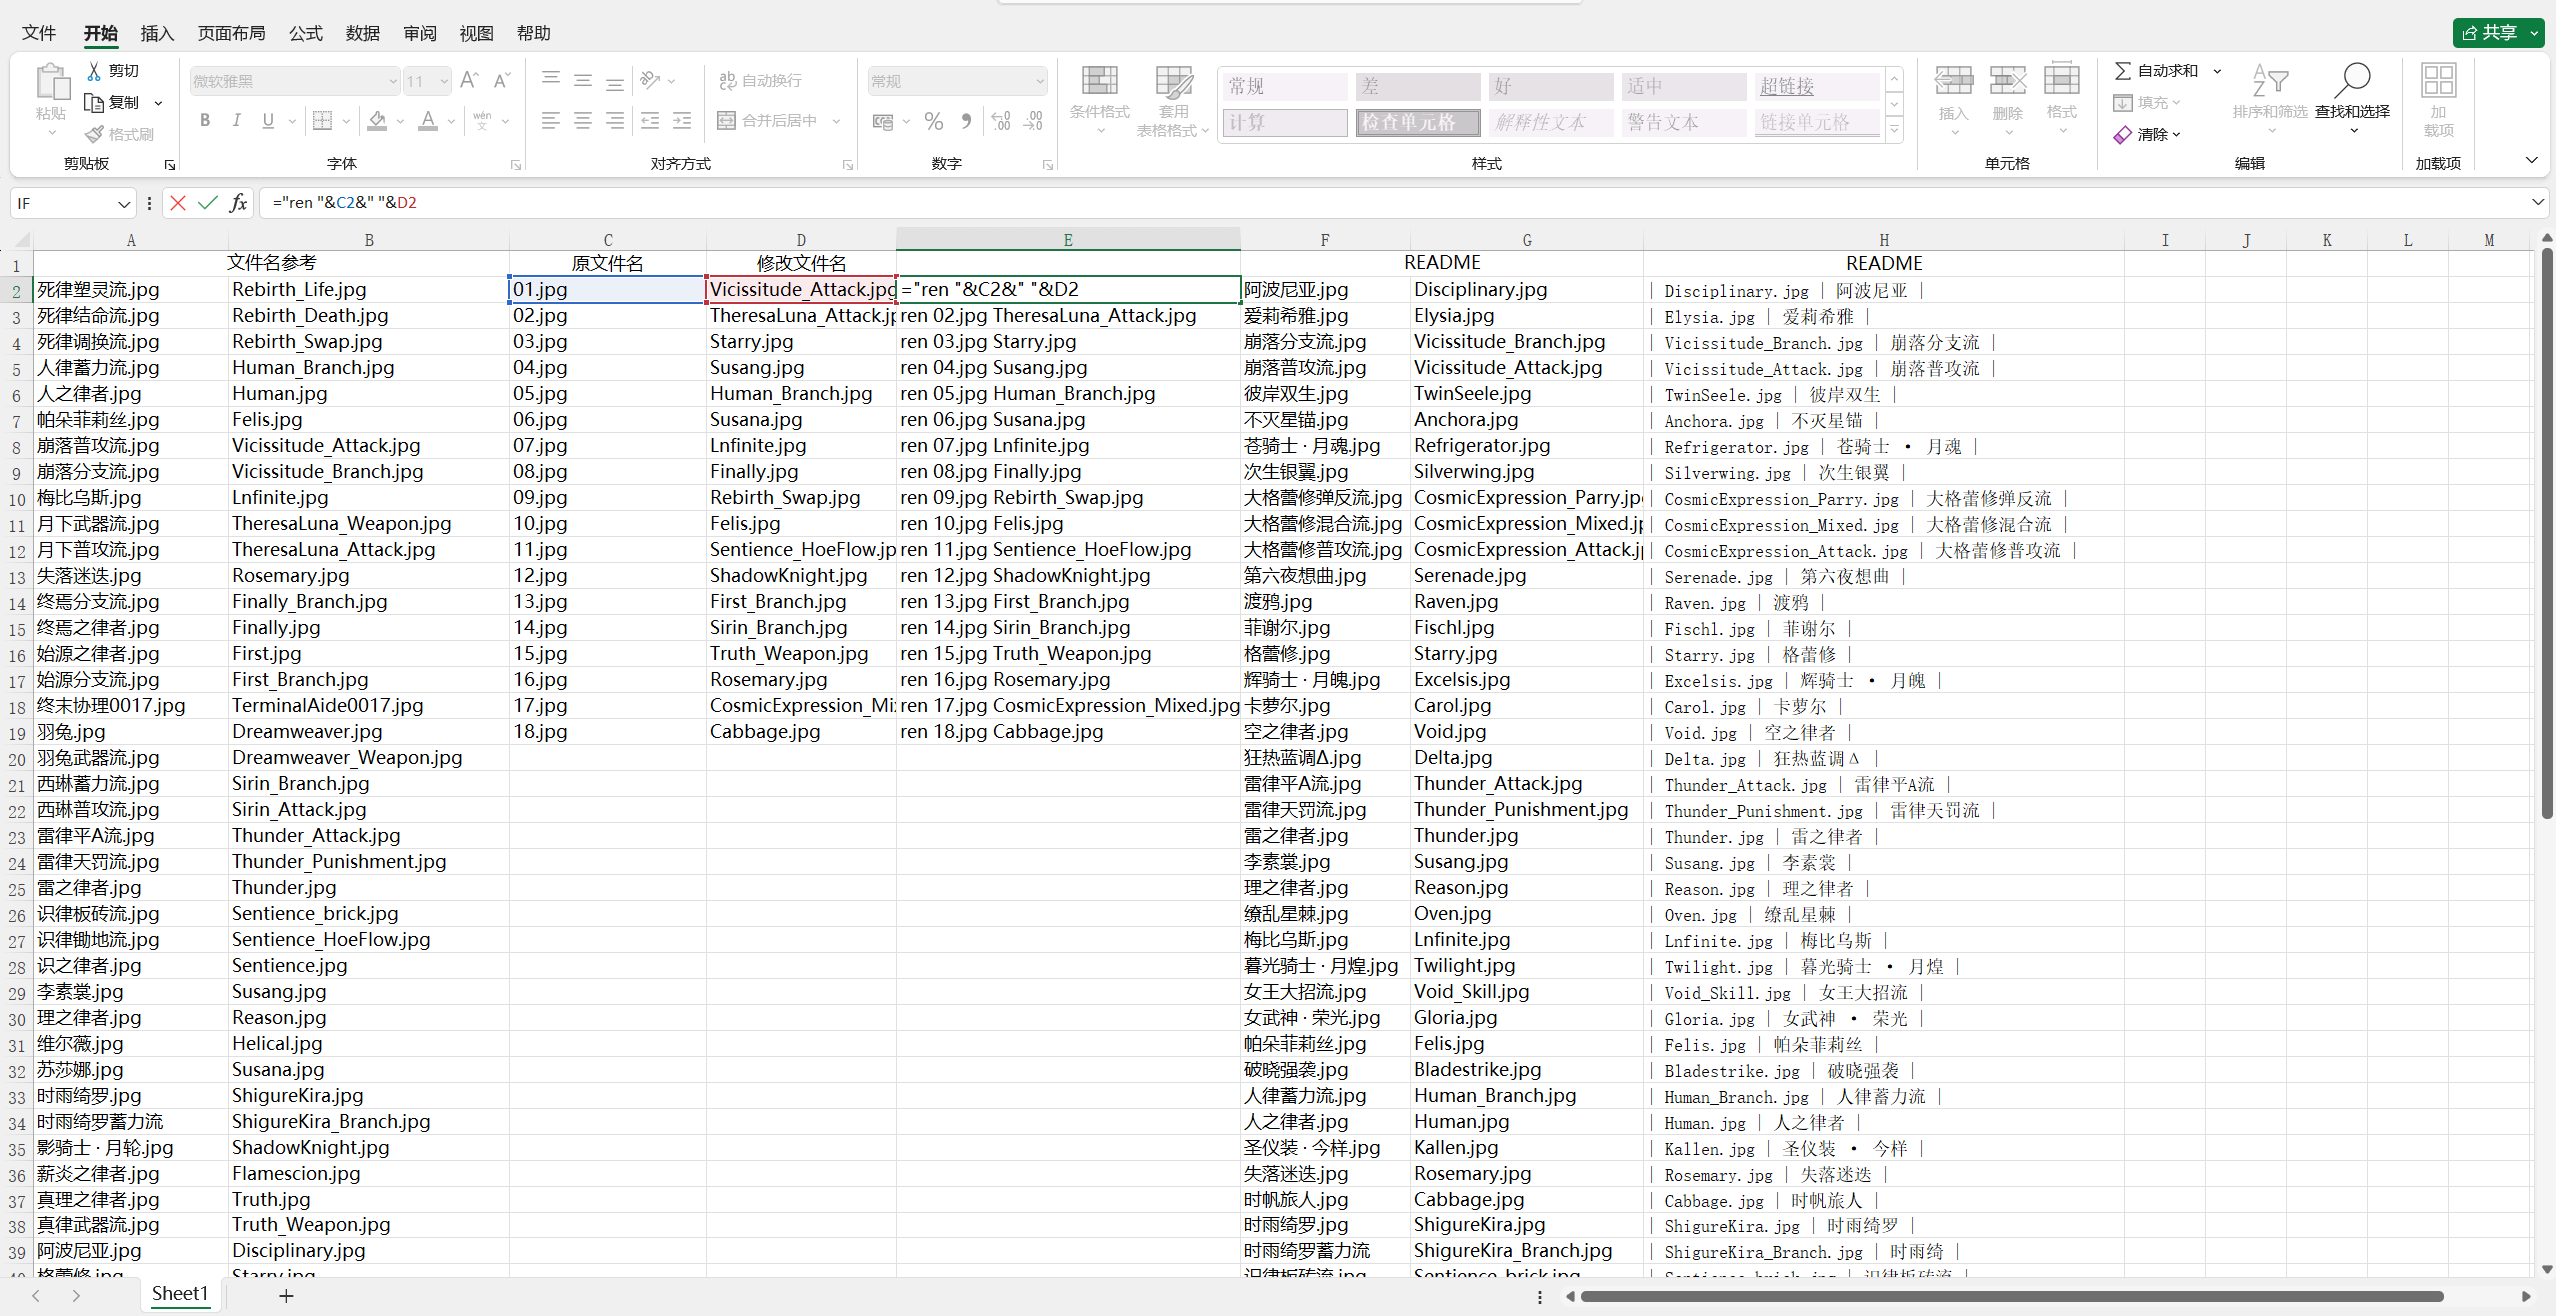 文件 开始 插入 页面布局 公式 数据 审阅 视图 帮助 共享
剪切 复制 格式刷 粘贴 剪贴板
微软雅黑 11 B I U A wén 文 字体
ab 自动换行 合并后居中 对齐方式
常规 % 数字
条件格式 套用 表格格式
常规 差 好 适中 超链接
计算 检查单元格 解释性文本 警告文本 链接单元格
样式
插入 删除 格式 单元格
自动求和 填充 清除 排序和筛选 查找和选择 编辑
加载项 加载项
IF fx ="ren "&C2&" "&D2
A B C D E F G H I J K L M
1 文件名参考 原文件名 修改文件名 README README
2 死律塑灵流.jpg Rebirth_Life.jpg 01.jpg Vicissitude_Attack.jpg ="ren "&C2&" "&D2 阿波尼亚.jpg Disciplinary.jpg | Disciplinary.jpg | 阿波尼亚 |
3 死律结命流.jpg Rebirth_Death.jpg 02.jpg TheresaLuna_Attack.jp ren 02.jpg TheresaLuna_Attack.jpg 爱莉希雅.jpg Elysia.jpg | Elysia.jpg | 爱莉希雅 |
4 死律调换流.jpg Rebirth_Swap.jpg 03.jpg Starry.jpg ren 03.jpg Starry.jpg 崩落分支流.jpg Vicissitude_Branch.jpg | Vicissitude_Branch.jpg | 崩落分支流 |
5 人律蓄力流.jpg Human_Branch.jpg 04.jpg Susang.jpg ren 04.jpg Susang.jpg 崩落普攻流.jpg Vicissitude_Attack.jpg | Vicissitude_Attack.jpg | 崩落普攻流 |
6 人之律者.jpg Human.jpg 05.jpg Human_Branch.jpg ren 05.jpg Human_Branch.jpg 彼岸双生.jpg TwinSeele.jpg | TwinSeele.jpg | 彼岸双生 |
7 帕朵菲莉丝.jpg Felis.jpg 06.jpg Susana.jpg ren 06.jpg Susana.jpg 不灭星锚.jpg Anchora.jpg | Anchora.jpg | 不灭星锚 |
8 崩落普攻流.jpg Vicissitude_Attack.jpg 07.jpg Lnfinite.jpg ren 07.jpg Lnfinite.jpg 苍骑士·月魂.jpg Refrigerator.jpg | Refrigerator.jpg | 苍骑士 · 月魂 |
9 崩落分支流.jpg Vicissitude_Branch.jpg 08.jpg Finally.jpg ren 08.jpg Finally.jpg 次生银翼.jpg Silverwing.jpg | Silverwing.jpg | 次生银翼 |
10 梅比乌斯.jpg Lnfinite.jpg 09.jpg Rebirth_Swap.jpg ren 09.jpg Rebirth_Swap.jpg 大格蕾修弹反流.jpg CosmicExpression_Parry.jp | CosmicExpression_Parry.jpg | 大格蕾修弹反流 |
11 月下武器流.jpg TheresaLuna_Weapon.jpg 10.jpg Felis.jpg ren 10.jpg Felis.jpg 大格蕾修混合流.jpg CosmicExpression_Mixed.jp | CosmicExpression_Mixed.jpg | 大格蕾修混合流 |
12 月下普攻流.jpg TheresaLuna_Attack.jpg 11.jpg Sentience_HoeFlow.jp ren 11.jpg Sentience_HoeFlow.jpg 大格蕾修普攻流.jpg CosmicExpression_Attack.j | CosmicExpression_Attack.jpg | 大格蕾修普攻流 |
13 失落迷迭.jpg Rosemary.jpg 12.jpg ShadowKnight.jpg ren 12.jpg ShadowKnight.jpg 第六夜想曲.jpg Serenade.jpg | Serenade.jpg | 第六夜想曲 |
14 终焉分支流.jpg Finally_Branch.jpg 13.jpg First_Branch.jpg ren 13.jpg First_Branch.jpg 渡鸦.jpg Raven.jpg | Raven.jpg | 渡鸦 |
15 终焉之律者.jpg Finally.jpg 14.jpg Sirin_Branch.jpg ren 14.jpg Sirin_Branch.jpg 菲谢尔.jpg Fischl.jpg | Fischl.jpg | 菲谢尔 |
16 始源之律者.jpg First.jpg 15.jpg Truth_Weapon.jpg ren 15.jpg Truth_Weapon.jpg 格蕾修.jpg Starry.jpg | Starry.jpg | 格蕾修 |
17 始源分支流.jpg First_Branch.jpg 16.jpg Rosemary.jpg ren 16.jpg Rosemary.jpg 辉骑士·月魄.jpg Excelsis.jpg | Excelsis.jpg | 辉骑士 · 月魄 |
18 终末协理0017.jpg TerminalAide0017.jpg 17.jpg CosmicExpression_Mi ren 17.jpg CosmicExpression_Mixed.jpg 卡萝尔.jpg Carol.jpg | Carol.jpg | 卡萝尔 |
19 羽兔.jpg Dreamweaver.jpg 18.jpg Cabbage.jpg ren 18.jpg Cabbage.jpg 空之律者.jpg Void.jpg | Void.jpg | 空之律者 |
20 羽兔武器流.jpg Dreamweaver_Weapon.jpg 狂热蓝调Δ.jpg Delta.jpg | Delta.jpg | 狂热蓝调Δ |
21 西琳蓄力流.jpg Sirin_Branch.jpg 雷律平A流.jpg Thunder_Attack.jpg | Thunder_Attack.jpg | 雷律平A流 |
22 西琳普攻流.jpg Sirin_Attack.jpg 雷律天罚流.jpg Thunder_Punishment.jpg | Thunder_Punishment.jpg | 雷律天罚流 |
23 雷律平A流.jpg Thunder_Attack.jpg 雷之律者.jpg Thunder.jpg | Thunder.jpg | 雷之律者 |
24 雷律天罚流.jpg Thunder_Punishment.jpg 李素裳.jpg Susang.jpg | Susang.jpg | 李素裳 |
25 雷之律者.jpg Thunder.jpg 理之律者.jpg Reason.jpg | Reason.jpg | 理之律者 |
26 识律板砖流.jpg Sentience_brick.jpg 缭乱星棘.jpg Oven.jpg | Oven.jpg | 缭乱星棘 |
27 识律锄地流.jpg Sentience_HoeFlow.jpg 梅比乌斯.jpg Lnfinite.jpg | Lnfinite.jpg | 梅比乌斯 |
28 识之律者.jpg Sentience.jpg 暮光骑士·月煌.jpg Twilight.jpg | Twilight.jpg | 暮光骑士 · 月煌 |
29 李素裳.jpg Susang.jpg 女王大招流.jpg Void_Skill.jpg | Void_Skill.jpg | 女王大招流 |
30 理之律者.jpg Reason.jpg 女武神·荣光.jpg Gloria.jpg | Gloria.jpg | 女武神 · 荣光 |
31 维尔薇.jpg Helical.jpg 帕朵菲莉丝.jpg Felis.jpg | Felis.jpg | 帕朵菲莉丝 |
32 苏莎娜.jpg Susana.jpg 破晓强袭.jpg Bladestrike.jpg | Bladestrike.jpg | 破晓强袭 |
33 时雨绮罗.jpg ShigureKira.jpg 人律蓄力流.jpg Human_Branch.jpg | Human_Branch.jpg | 人律蓄力流 |
34 时雨绮罗蓄力流 ShigureKira_Branch.jpg 人之律者.jpg Human.jpg | Human.jpg | 人之律者 |
35 影骑士·月轮.jpg ShadowKnight.jpg 圣仪装·今样.jpg Kallen.jpg | Kallen.jpg | 圣仪装 · 今样 |
36 薪炎之律者.jpg Flamescion.jpg 失落迷迭.jpg Rosemary.jpg | Rosemary.jpg | 失落迷迭 |
37 真理之律者.jpg Truth.jpg 时帆旅人.jpg Cabbage.jpg | Cabbage.jpg | 时帆旅人 |
38 真律武器流.jpg Truth_Weapon.jpg 时雨绮罗.jpg ShigureKira.jpg | ShigureKira.jpg | 时雨绮罗 |
39 阿波尼亚.jpg Disciplinary.jpg 时雨绮罗蓄力流 ShigureKira_Branch.jpg | ShigureKira_Branch.jpg | 时雨绮 |
40 格蕾修.jpg Starry.jpg 识律板砖流.jpg Sentience_brick.jpg | Sentience_brick.jpg | 识律板砖流 |
Sheet1